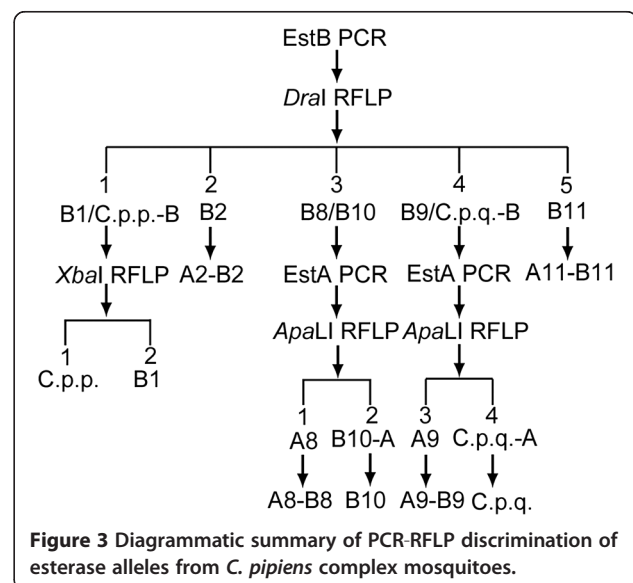 EstB PCR
DraI RFLP
1 2 3 4 5
B1/C.p.p.-B B2 B8/B10 B9/C.p.q.-B B11
XbaI RFLP A2-B2 EstA PCR EstA PCR A11-B11
ApaLI RFLP ApaLI RFLP
1 2
C.p.p. B1
1 2 3 4
A8 B10-A A9 C.p.q.-A
A8-B8 B10 A9-B9 C.p.q.
Figure 3 Diagrammatic summary of PCR-RFLP discrimination of
esterase alleles from C. pipiens complex mosquitoes.